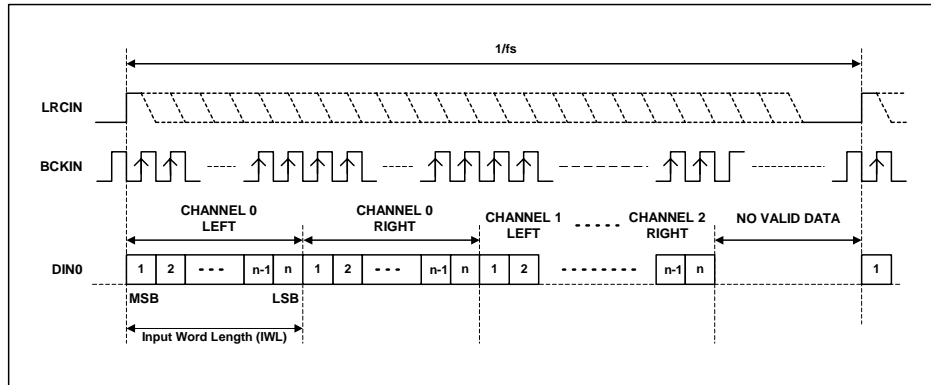 1/fs
LRCIN
BCKIN
CHANNEL 0
LEFT
CHANNEL 0
RIGHT
CHANNEL 1
LEFT
CHANNEL 2
RIGHT
NO VALID DATA
DIN0
1 2 n-1 n 1 2 n-1 n 1 2 n-1 n 1
MSB LSB
Input Word Length (IWL)